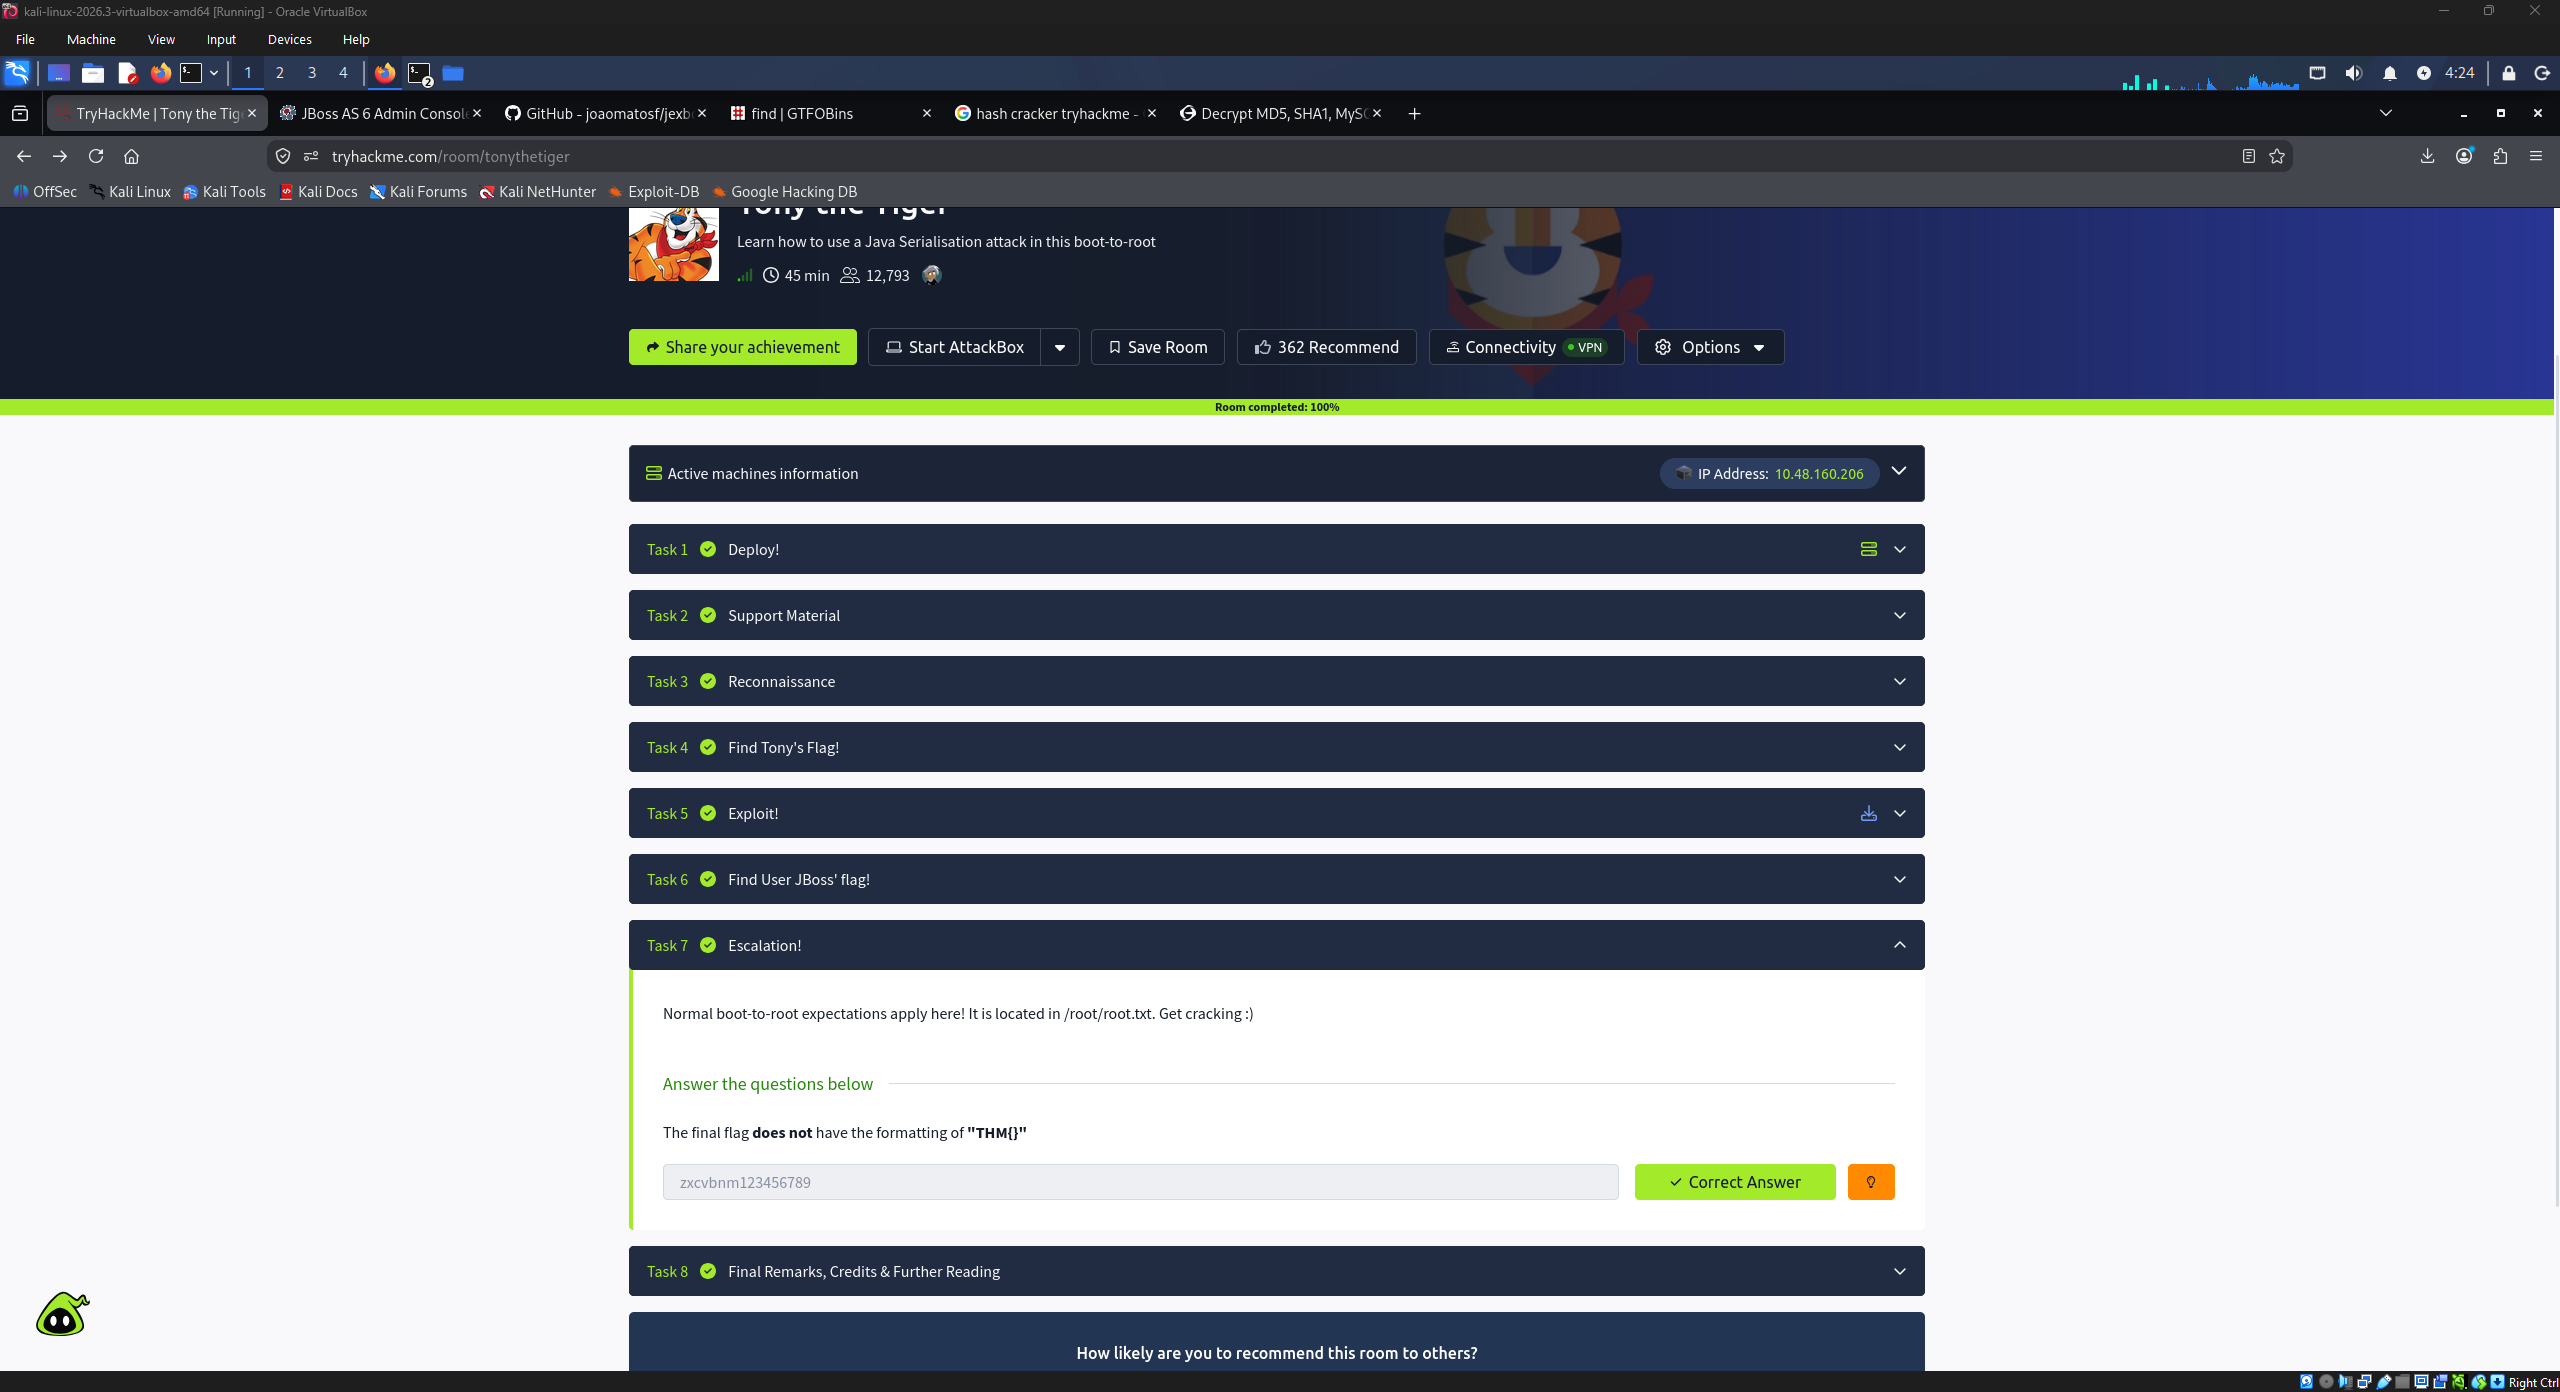 kali-linux-2026.3-virtualbox-amd64 [Running] - Oracle VirtualBox
File Machine View Input Devices Help
1 2 3 4 2 4:24
TryHackMe | Tony the Tig JBoss AS 6 Admin Consol GitHub - joaomatosf/jexb find | GTFOBins hash cracker tryhackme - Decrypt MD5, SHA1, MyS
tryhackme.com/room/tonythetiger
OffSec Kali Linux Kali Tools Kali Docs Kali Forums Kali NetHunter Exploit-DB Google Hacking DB
Tony the Tiger
Learn how to use a Java Serialisation attack in this boot-to-root
45 min 12,793
Share your achievement Start AttackBox Save Room 362 Recommend Connectivity VPN Options
Room completed: 100%
Active machines information IP Address: 10.48.160.206
Task 1 Deploy!
Task 2 Support Material
Task 3 Reconnaissance
Task 4 Find Tony's Flag!
Task 5 Exploit!
Task 6 Find User JBoss' flag!
Task 7 Escalation!
Normal boot-to-root expectations apply here! It is located in /root/root.txt. Get cracking :)
Answer the questions below
The final flag does not have the formatting of "THM{}"
zxcvbnm123456789 Correct Answer
Task 8 Final Remarks, Credits & Further Reading
How likely are you to recommend this room to others?
Right Ctrl